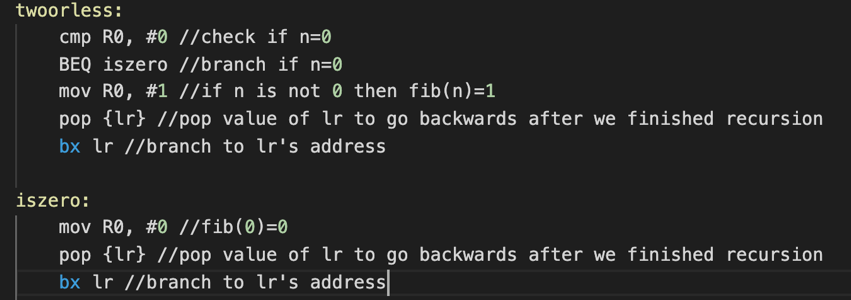 twoorless:
cmp R0, #0 //check if n=0
BEQ iszero //branch if n=0
mov R0, #1 //if n is not 0 then fib(n)=1
pop {lr} //pop value of lr to go backwards after we finished recursion
bx lr //branch to lr's address
iszero:
mov R0, #0 //fib(0)=0
pop {lr} //pop value of lr to go backwards after we finished recursion
bx lr //branch to lr's address